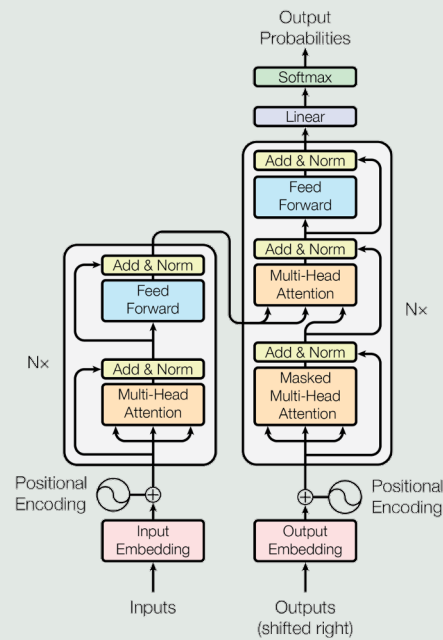 Output
Probabilities
Softmax
Linear
Add & Norm
Feed
Forward
Add & Norm
Multi-Head
Attention
Add & Norm
Masked
Multi-Head
Attention
Nx
Add & Norm
Feed
Forward
Add & Norm
Multi-Head
Attention
Nx
Positional
Encoding
Positional
Encoding
Input
Embedding
Output
Embedding
Inputs
Outputs
(shifted right)